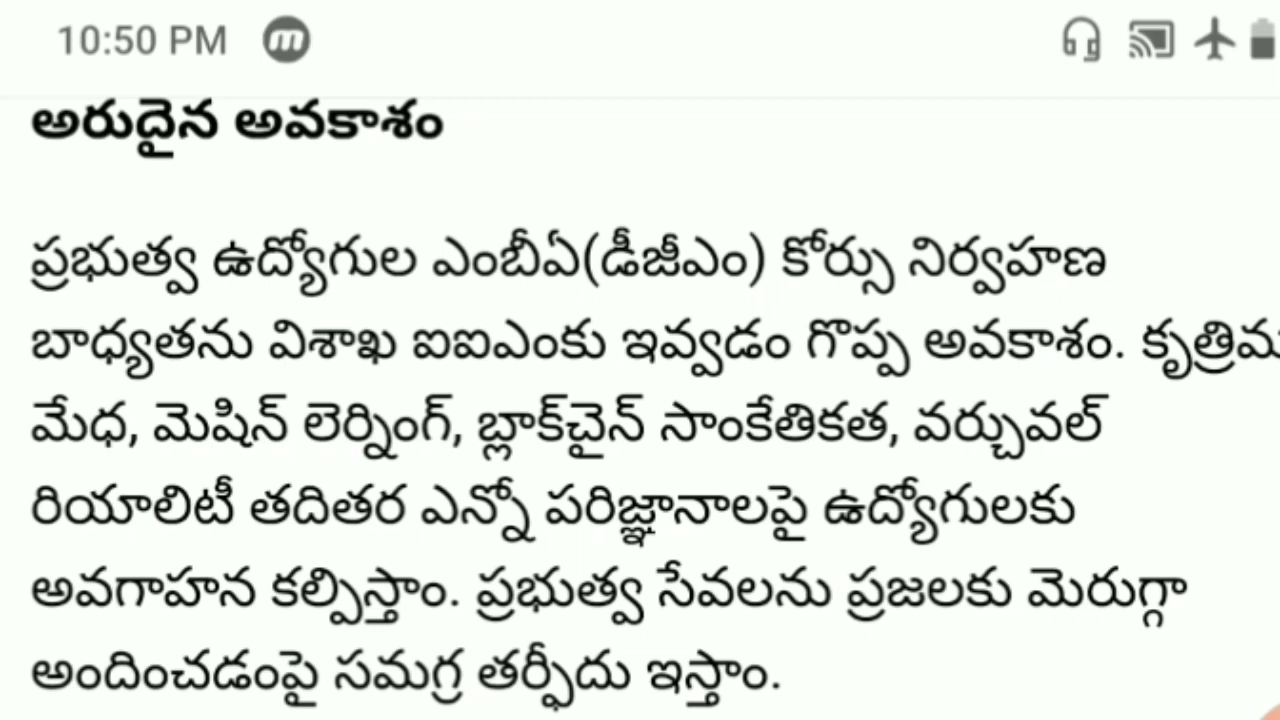 10:50 PM
అరుదైన అవకాశం
ప్రభుత్వ ఉద్యోగుల ఎంబీఏ(డీజీఎం) కోర్సు నిర్వహణ
బాధ్యతను విశాఖ ఐఐఎంకు ఇవ్వడం గొప్ప అవకాశం. కృత్రిమ
మేధ, మెషిన్ లెర్నింగ్, బ్లాక్‌చైన్ సాంకేతికత, వర్చువల్
రియాలిటీ తదితర ఎన్నో పరిజ్ఞానాలపై ఉద్యోగులకు
అవగాహన కల్పిస్తాం. ప్రభుత్వ సేవలను ప్రజలకు మెరుగ్గా
అందించడంపై సమగ్ర తర్ఫీదు ఇస్తాం.